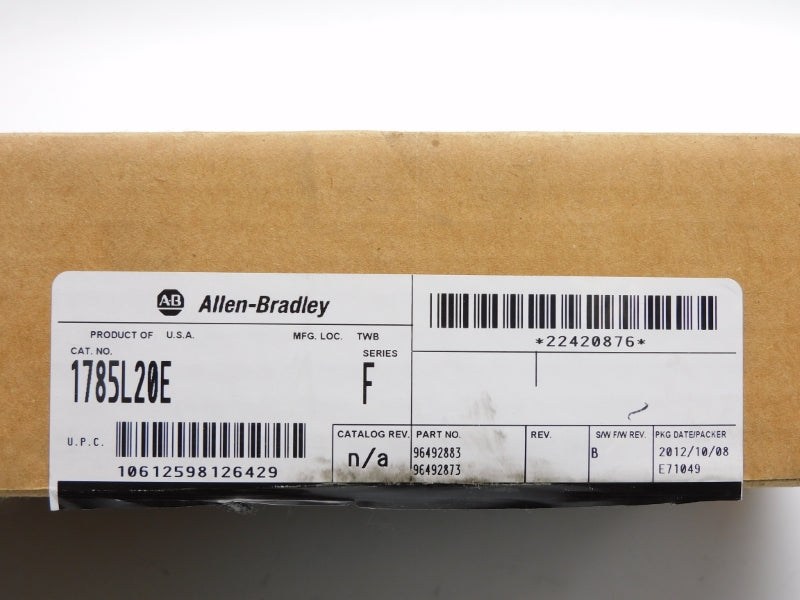 AB Allen-Bradley
PRODUCT OF U.S.A. MFG. LOC. TWB
CAT. NO. SERIES
1785L20E F
U.P.C.
10612598126429
*22420876*
CATALOG REV. PART NO. REV. S/W F/W REV. PKG DATE/PACKER
n/a 96492883 B 2012/10/08
96492873 E71049